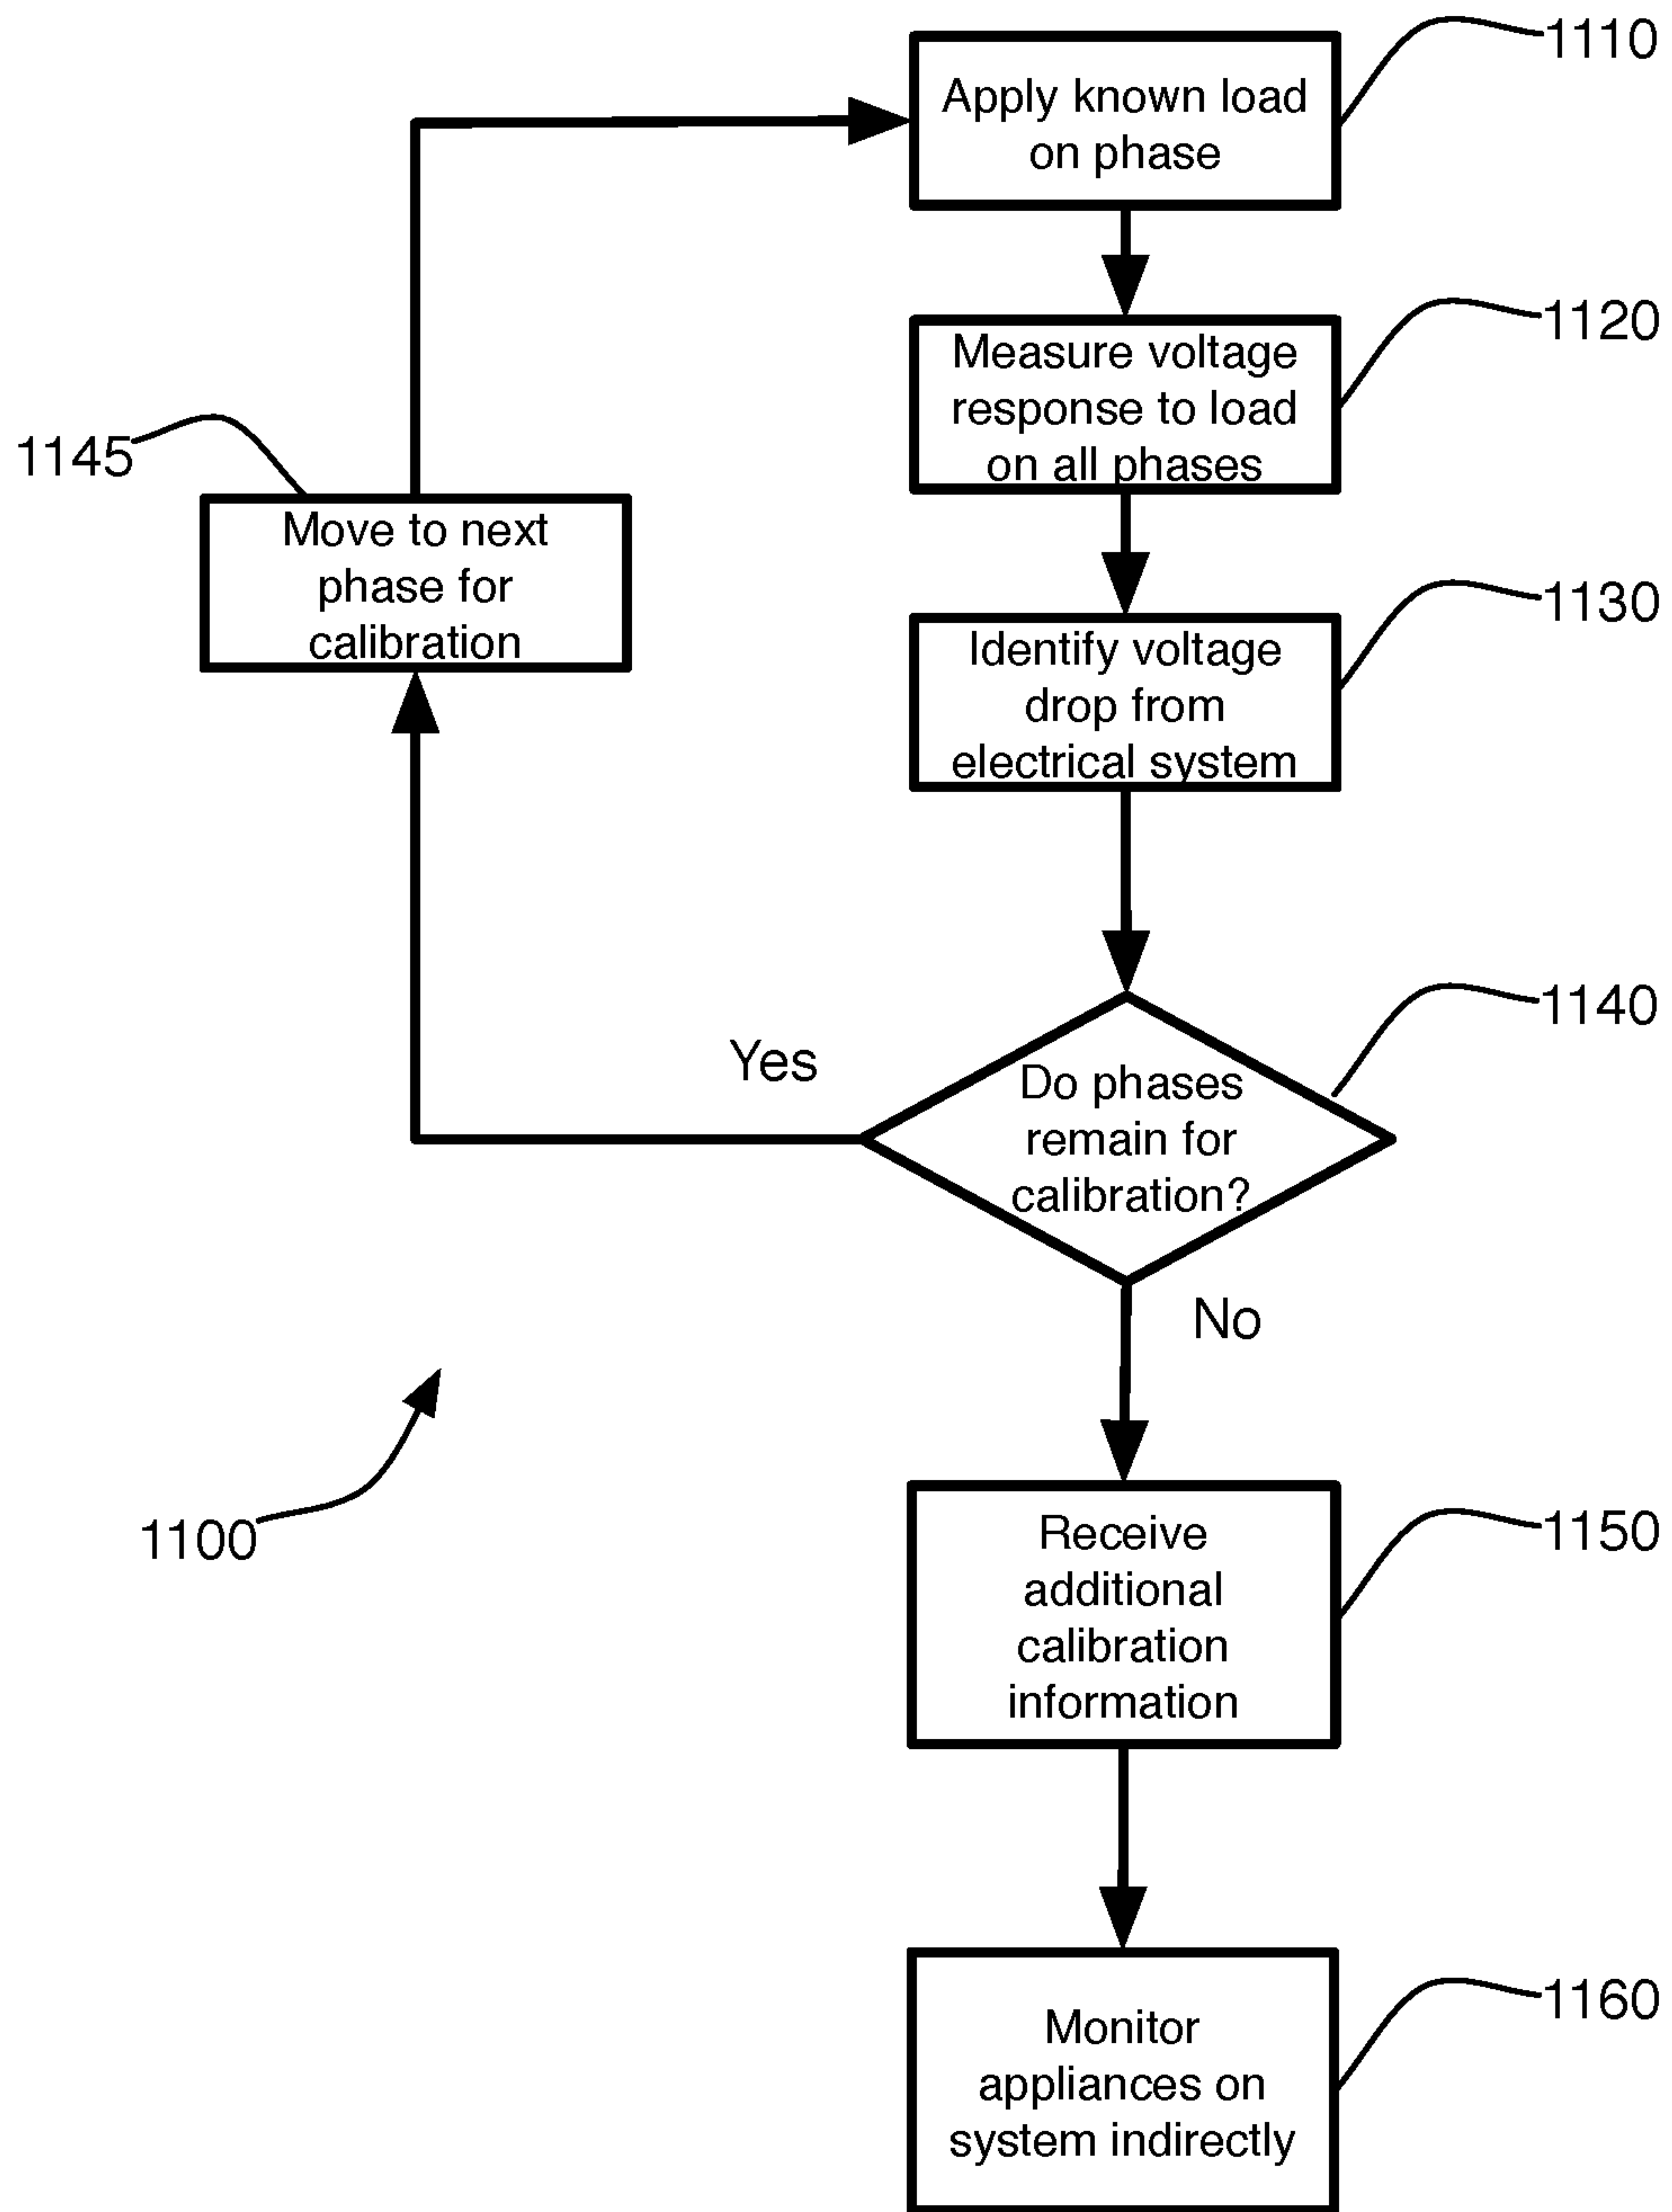 1110
Apply known load
on phase
1120
Measure voltage
response to load
on all phases
1145
Move to next
phase for
calibration
1130
Identify voltage
drop from
electrical system
1140
Yes
Do phases
remain for
calibration?
No
1100
1150
Receive
additional
calibration
information
1160
Monitor
appliances on
system indirectly